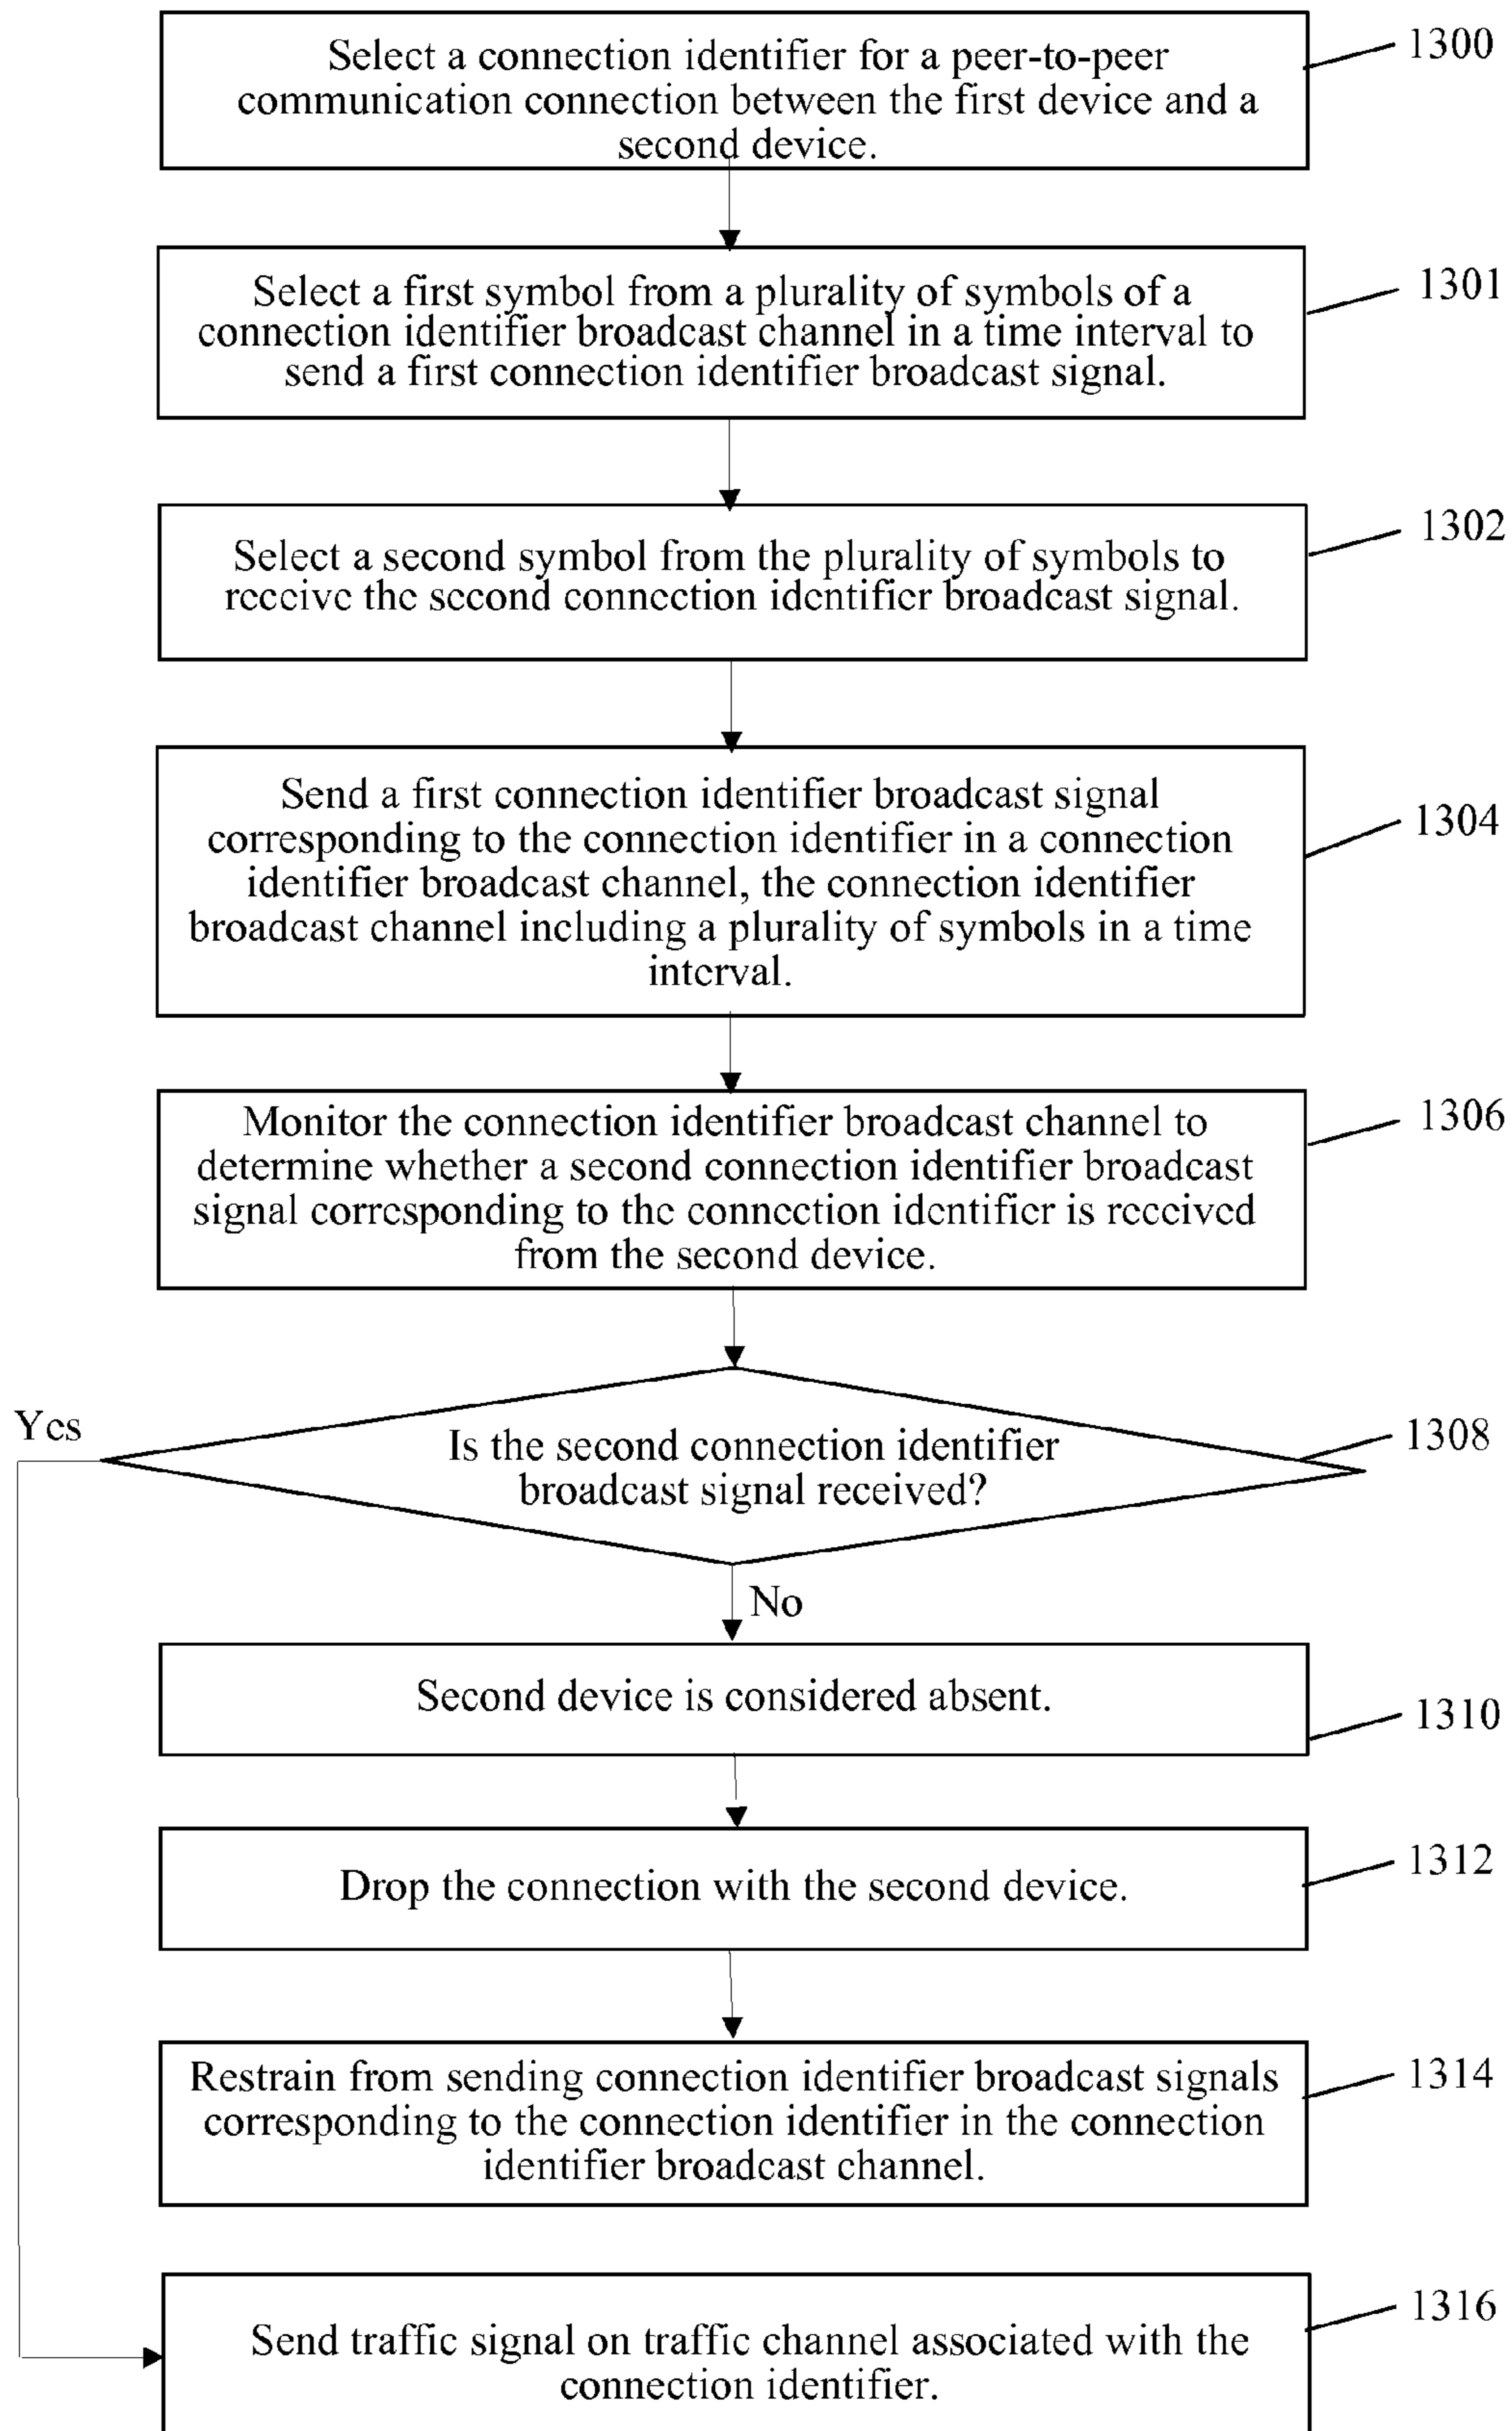 Select a connection identifier for a peer-to-peer
communication connection between the first device and a
second device.
1300
Select a first symbol from a plurality of symbols of a
connection identifier broadcast channel in a time interval to
send a first connection identifier broadcast signal.
1301
Select a second symbol from the plurality of symbols to
receive the second connection identifier broadcast signal.
1302
Send a first connection identifier broadcast signal
corresponding to the connection identifier in a connection
identifier broadcast channel, the connection identifier
broadcast channel including a plurality of symbols in a time
interval.
1304
Monitor the connection identifier broadcast channel to
determine whether a second connection identifier broadcast
signal corresponding to the connection identifier is received
from the second device.
1306
Yes
Is the second connection identifier
broadcast signal received?
1308
No
Second device is considered absent.
1310
Drop the connection with the second device.
1312
Restrain from sending connection identifier broadcast signals
corresponding to the connection identifier in the connection
identifier broadcast channel.
1314
Send traffic signal on traffic channel associated with the
connection identifier.
1316